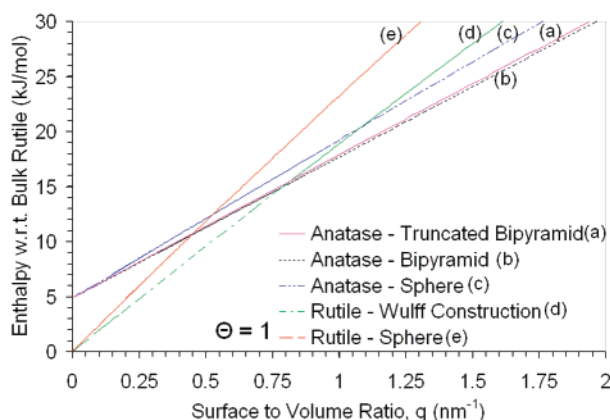 Enthalpy w.r.t. Bulk Rutile (kJ/mol)
30
25
20
15
10
5
0
(e)
(d)
(c)
(a)
(b)
Anatase - Truncated Bipyramid(a)
Anatase - Bipyramid (b)
Anatase - Sphere (c)
Rutile - Wulff Construction (d)
Rutile - Sphere (e)
Θ = 1
0 0.25 0.5 0.75 1 1.25 1.5 1.75 2
Surface to Volume Ratio, q (nm⁻¹)